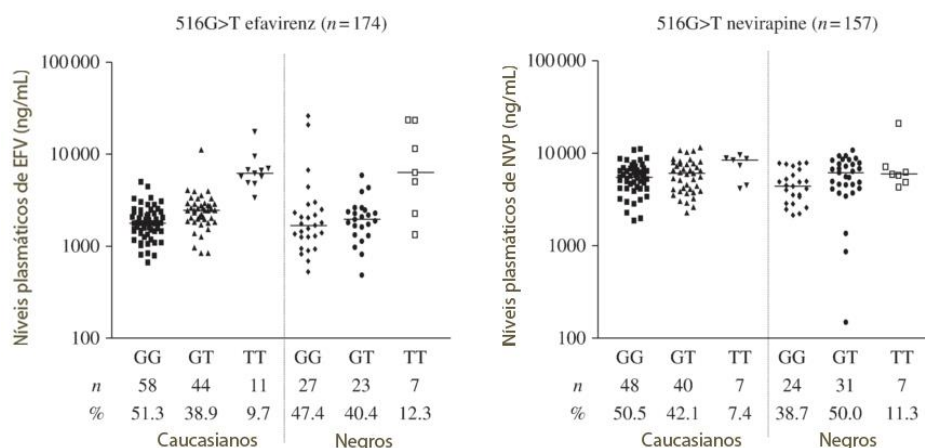 516G>T efavirenz (n=174)
Níveis plasmáticos de EFV (ng/mL)
100 000
10 000
1000
100
GG GT TT GG GT TT
n 58 44 11 27 23 7
% 51.3 38.9 9.7 47.4 40.4 12.3
Caucasianos Negros
516G>T nevirapine (n=157)
Níveis plasmáticos de NVP (ng/mL)
100 000
10 000
1000
100
GG GT TT GG GT TT
n 48 40 7 24 31 7
% 50.5 42.1 7.4 38.7 50.0 11.3
Caucasianos Negros